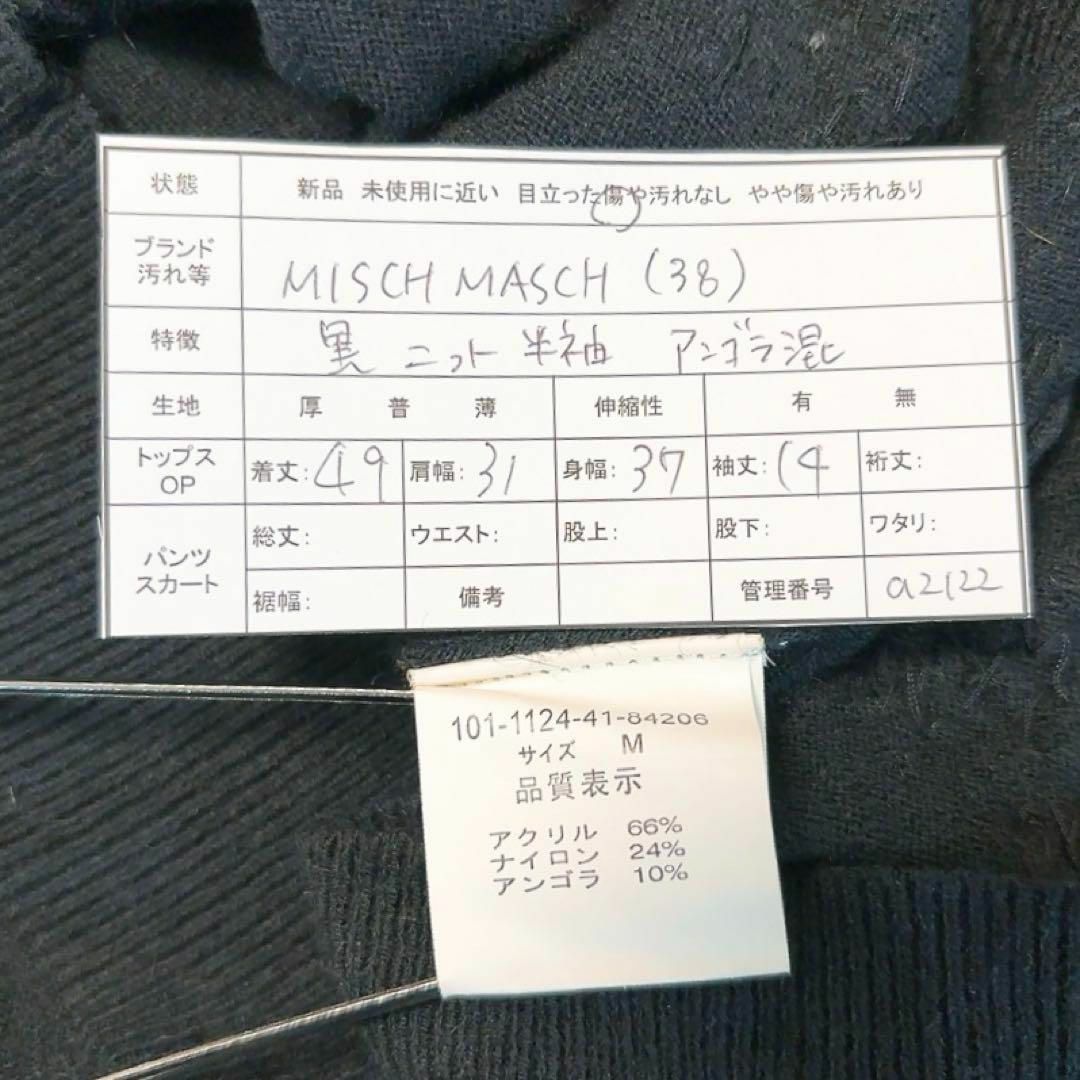 状態 新品 未使用に近い 目立った傷や汚れなし やや傷や汚れあり
ブランド
汚れ等
MISCH MASCH (38)
特徴 黒 ニット 半袖 アンゴラ混
生地 厚 普 薄 伸縮性 有 無
トップス
OP
着丈: 49 肩幅: 31 身幅: 37 袖丈: 14 裄丈:
パンツ
スカート
総丈: ウエスト: 股上: 股下: ワタリ:
裾幅: 備考 管理番号 a2122
101-1124-41-84206
サイズ M
品質表示
アクリル 66%
ナイロン 24%
アンゴラ 10%